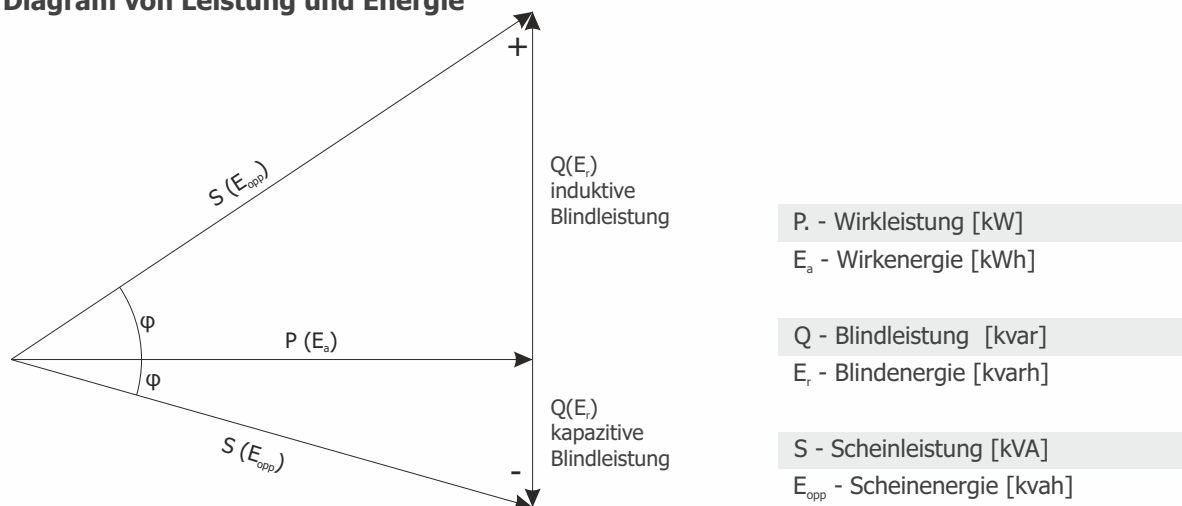 Diagram von Leistung und Energie
+
S (Eopp)
Q(Er)
induktive
Blindleistung
φ
P (Ea)
φ
S (Eopp)
Q(Er)
kapazitive
Blindleistung
-
P. - Wirkleistung [kW]
Ea - Wirkenergie [kWh]
Q - Blindleistung [kvar]
Er - Blindenergie [kvarh]
S - Scheinleistung [kVA]
Eopp - Scheinenergie [kvah]